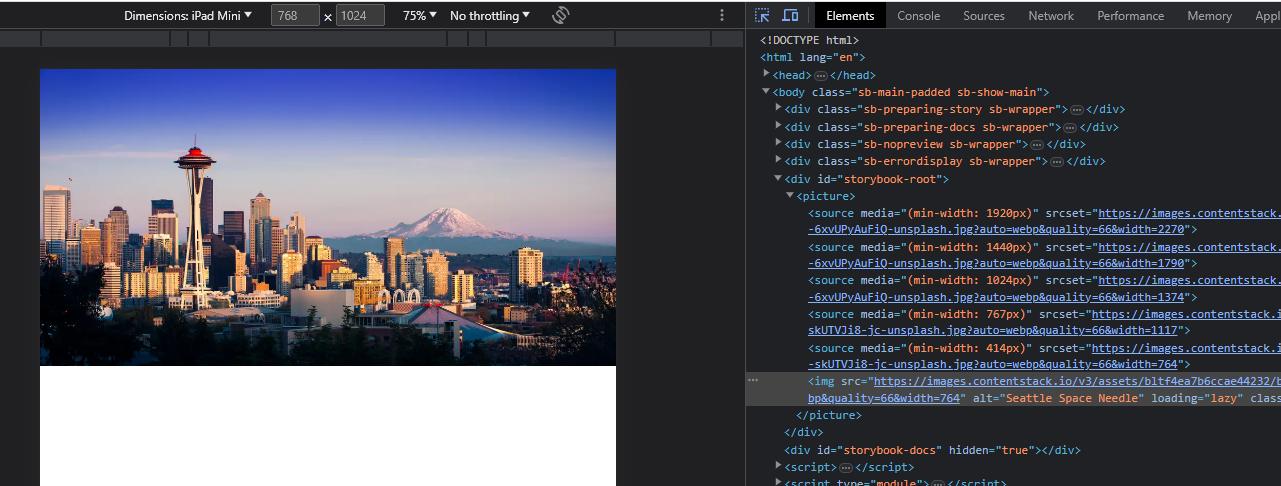 Dimensions: iPad Mini 768 × 1024 75% No throttling
Elements Console Sources Network Performance Memory Appl
<!DOCTYPE html>
<html lang="en">
<head> ⋯ </head>
<body class="sb-main-padded sb-show-main">
<div class="sb-preparing-story sb-wrapper"> ⋯ </div>
<div class="sb-preparing-docs sb-wrapper"> ⋯ </div>
<div class="sb-nopreview sb-wrapper"> ⋯ </div>
<div class="sb-errordisplay sb-wrapper"> ⋯ </div>
<div id="storybook-root">
<picture>
<source media="(min-width: 1920px)" srcset="https://images.contentstack.
-6xvUPyAuFiQ-unsplash.jpg?auto=webp&quality=66&width=2270">
<source media="(min-width: 1440px)" srcset="https://images.contentstack.
-6xvUPyAuFiQ-unsplash.jpg?auto=webp&quality=66&width=1790">
<source media="(min-width: 1024px)" srcset="https://images.contentstack.
-6xvUPyAuFiQ-unsplash.jpg?auto=webp&quality=66&width=1374">
<source media="(min-width: 767px)" srcset="https://images.contentstack.i
skUTVJi8-jc-unsplash.jpg?auto=webp&quality=66&width=1117">
<source media="(min-width: 414px)" srcset="https://images.contentstack.i
-skUTVJi8-jc-unsplash.jpg?auto=webp&quality=66&width=764">
<img src="https://images.contentstack.io/v3/assets/bltf4ea7b6ccae44232/b
bp&quality=66&width=764" alt="Seattle Space Needle" loading="lazy" class
</picture>
</div>
<div id="storybook-docs" hidden="true"></div>
<script> ⋯ </script>
<script type="module"> ⋯ </script>